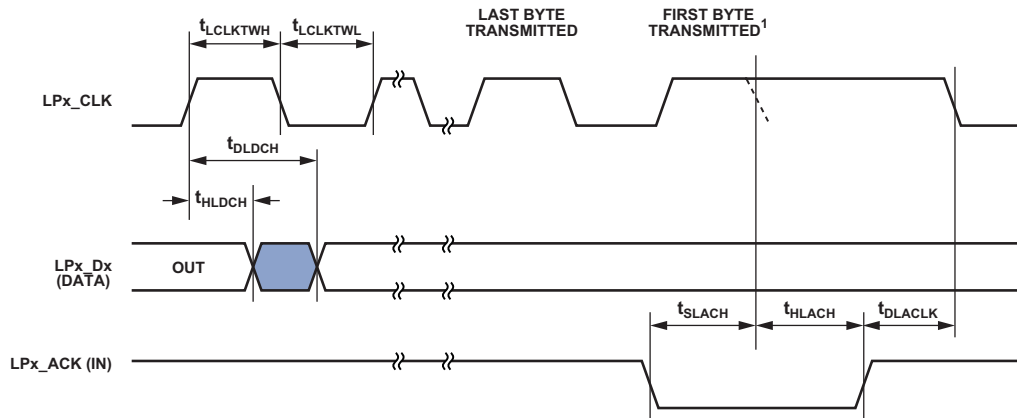 LAST BYTE
TRANSMITTED
FIRST BYTE
TRANSMITTED1
tLCLKTWH
tLCLKTWL
LPx_CLK
tDLDCH
tHLDCH
LPx_Dx
(DATA)
OUT
tSLACH
tHLACH
tDLACLK
LPx_ACK (IN)